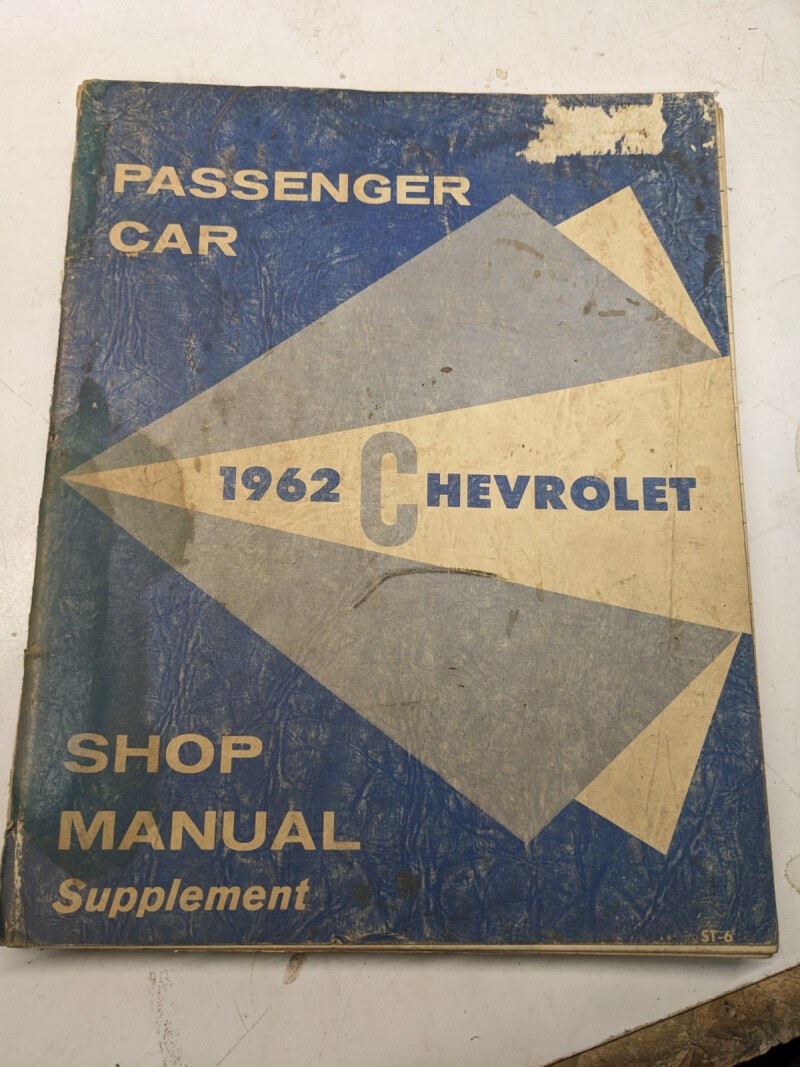 PASSENGER
CAR
1962 CHEVROLET
SHOP
MANUAL
Supplement
ST-6